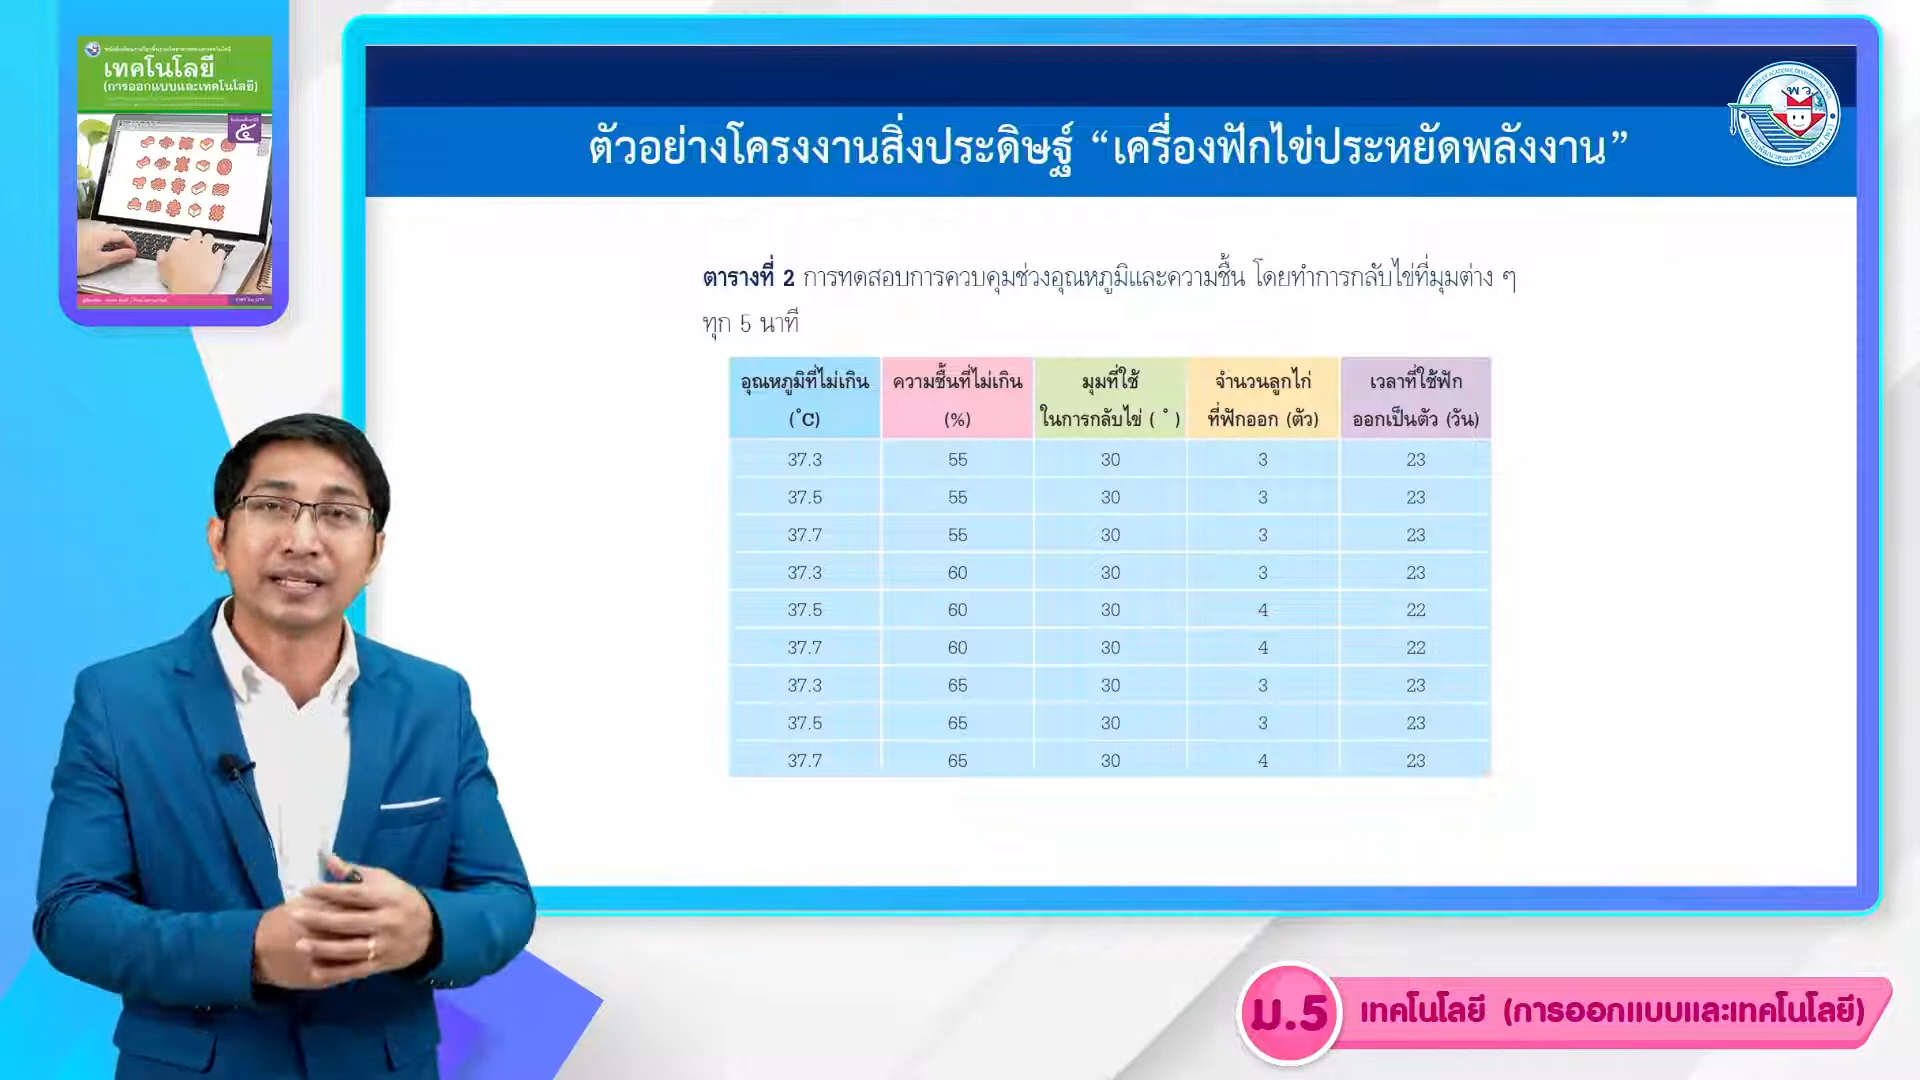 เทคโนโลยี
(การออกแบบและเทคโนโลยี)
๕
ตัวอย่างโครงงานสิ่งประดิษฐ์ “เครื่องฟักไข่ประหยัดพลังงาน”
พว.
ตารางที่ 2 การทดสอบการควบคุมช่วงอุณหภูมิและความชื้น โดยทำการกลับไข่ที่มุมต่าง ๆ
ทุก 5 นาที
อุณหภูมิที่ไม่เกิน (°C) ความชื้นที่ไม่เกิน (%) มุมที่ใช้ในการกลับไข่ ( ° ) จำนวนลูกไก่ที่ฟักออก (ตัว) เวลาที่ใช้ฟักออกเป็นตัว (วัน)
37.3 55 30 3 23
37.5 55 30 3 23
37.7 55 30 3 23
37.3 60 30 3 23
37.5 60 30 4 22
37.7 60 30 4 22
37.3 65 30 3 23
37.5 65 30 3 23
37.7 65 30 4 23
ม.5 เทคโนโลยี (การออกแบบและเทคโนโลยี)